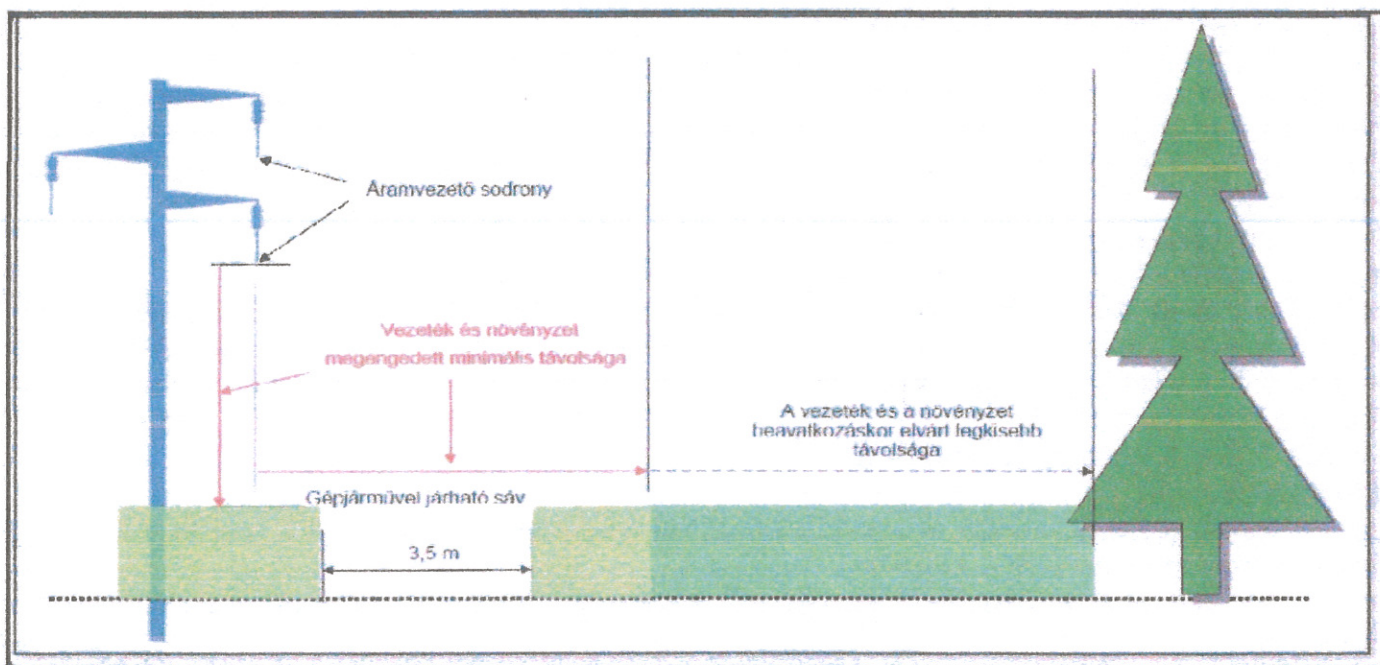 Áramvezető sodrony
Vezeték és növényzet
megengedett minimális távolsága
A vezeték és a növényzet
beavatkozáskor elvárt legkisebb
távolsága
Gépjárművel járható sáv
3,5 m